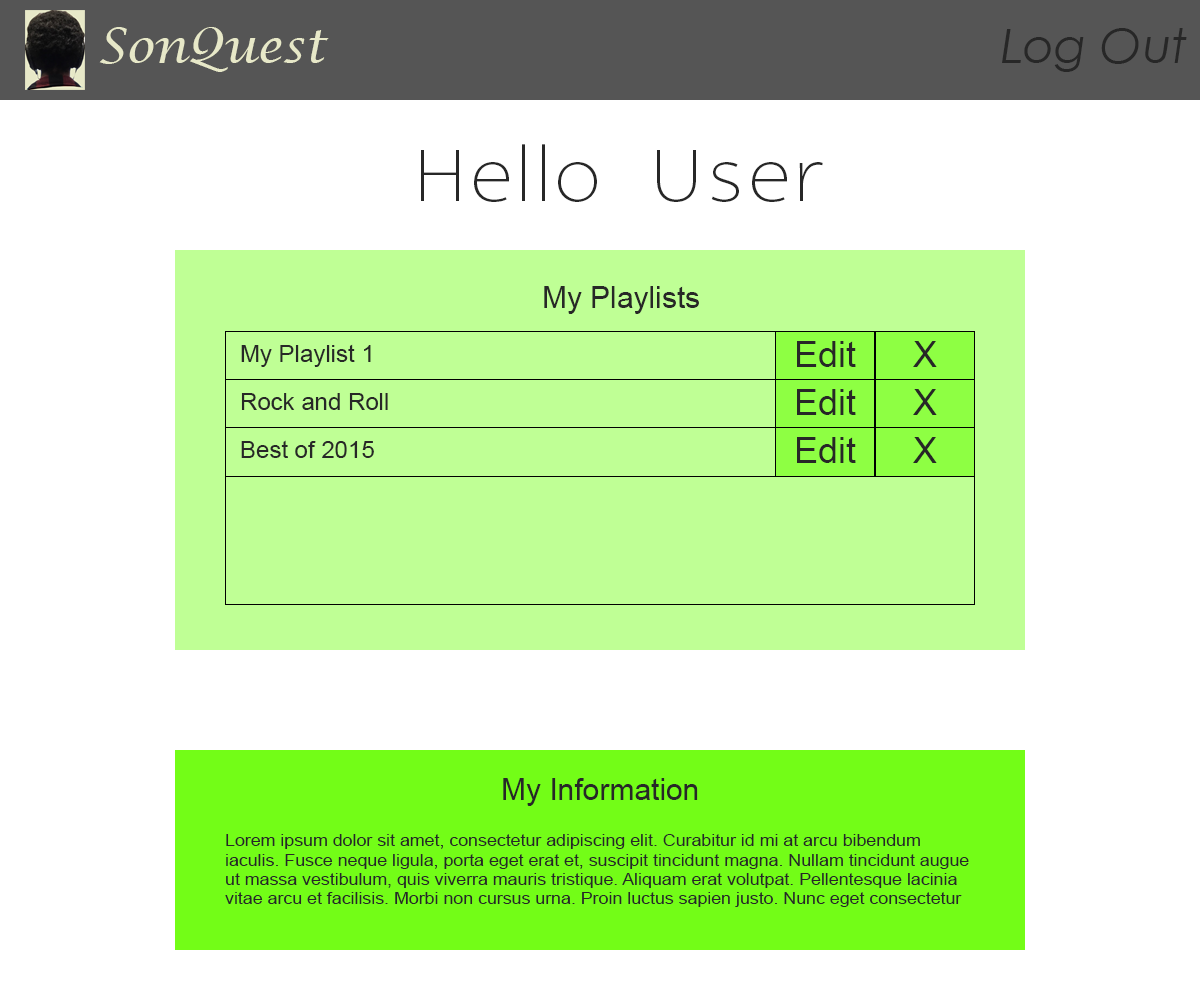 SonQuest
Log Out
Hello User
My Playlists
My Playlist 1 Edit X
Rock and Roll Edit X
Best of 2015 Edit X
My Information
Lorem ipsum dolor sit amet, consectetur adipiscing elit. Curabitur id mi at arcu bibendum
iaculis. Fusce neque ligula, porta eget erat et, suscipit tincidunt magna. Nullam tincidunt augue
ut massa vestibulum, quis viverra mauris tristique. Aliquam erat volutpat. Pellentesque lacinia
vitae arcu et facilisis. Morbi non cursus urna. Proin luctus sapien justo. Nunc eget consectetur